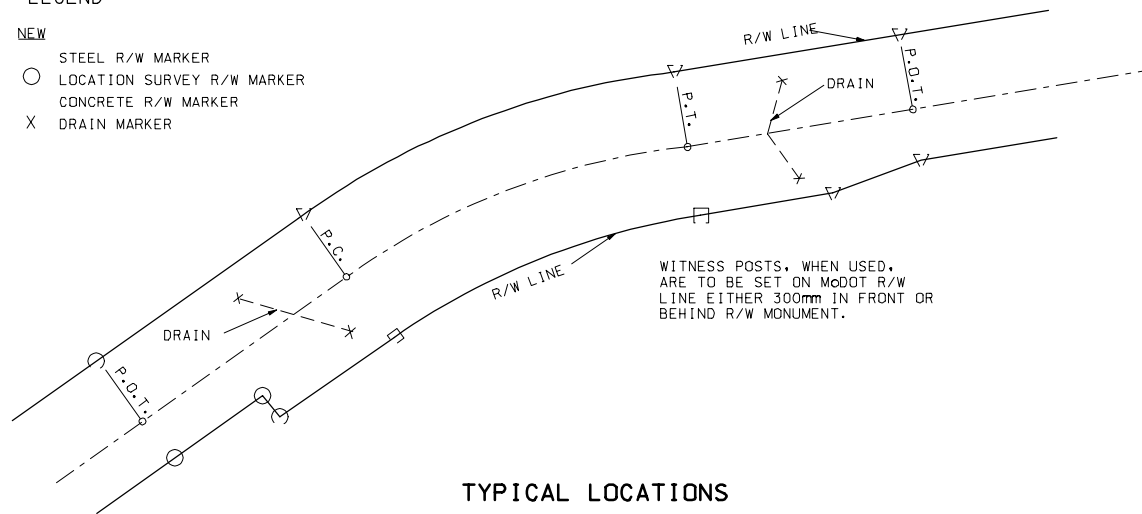 LEGEND
NEW
STEEL R/W MARKER
LOCATION SURVEY R/W MARKER
CONCRETE R/W MARKER
X DRAIN MARKER
R/W LINE
P.O.T.
P.T.
DRAIN
P.C.
R/W LINE
WITNESS POSTS, WHEN USED,
ARE TO BE SET ON MoDOT R/W
LINE EITHER 300mm IN FRONT OR
BEHIND R/W MONUMENT.
DRAIN
P.O.T.
TYPICAL LOCATIONS